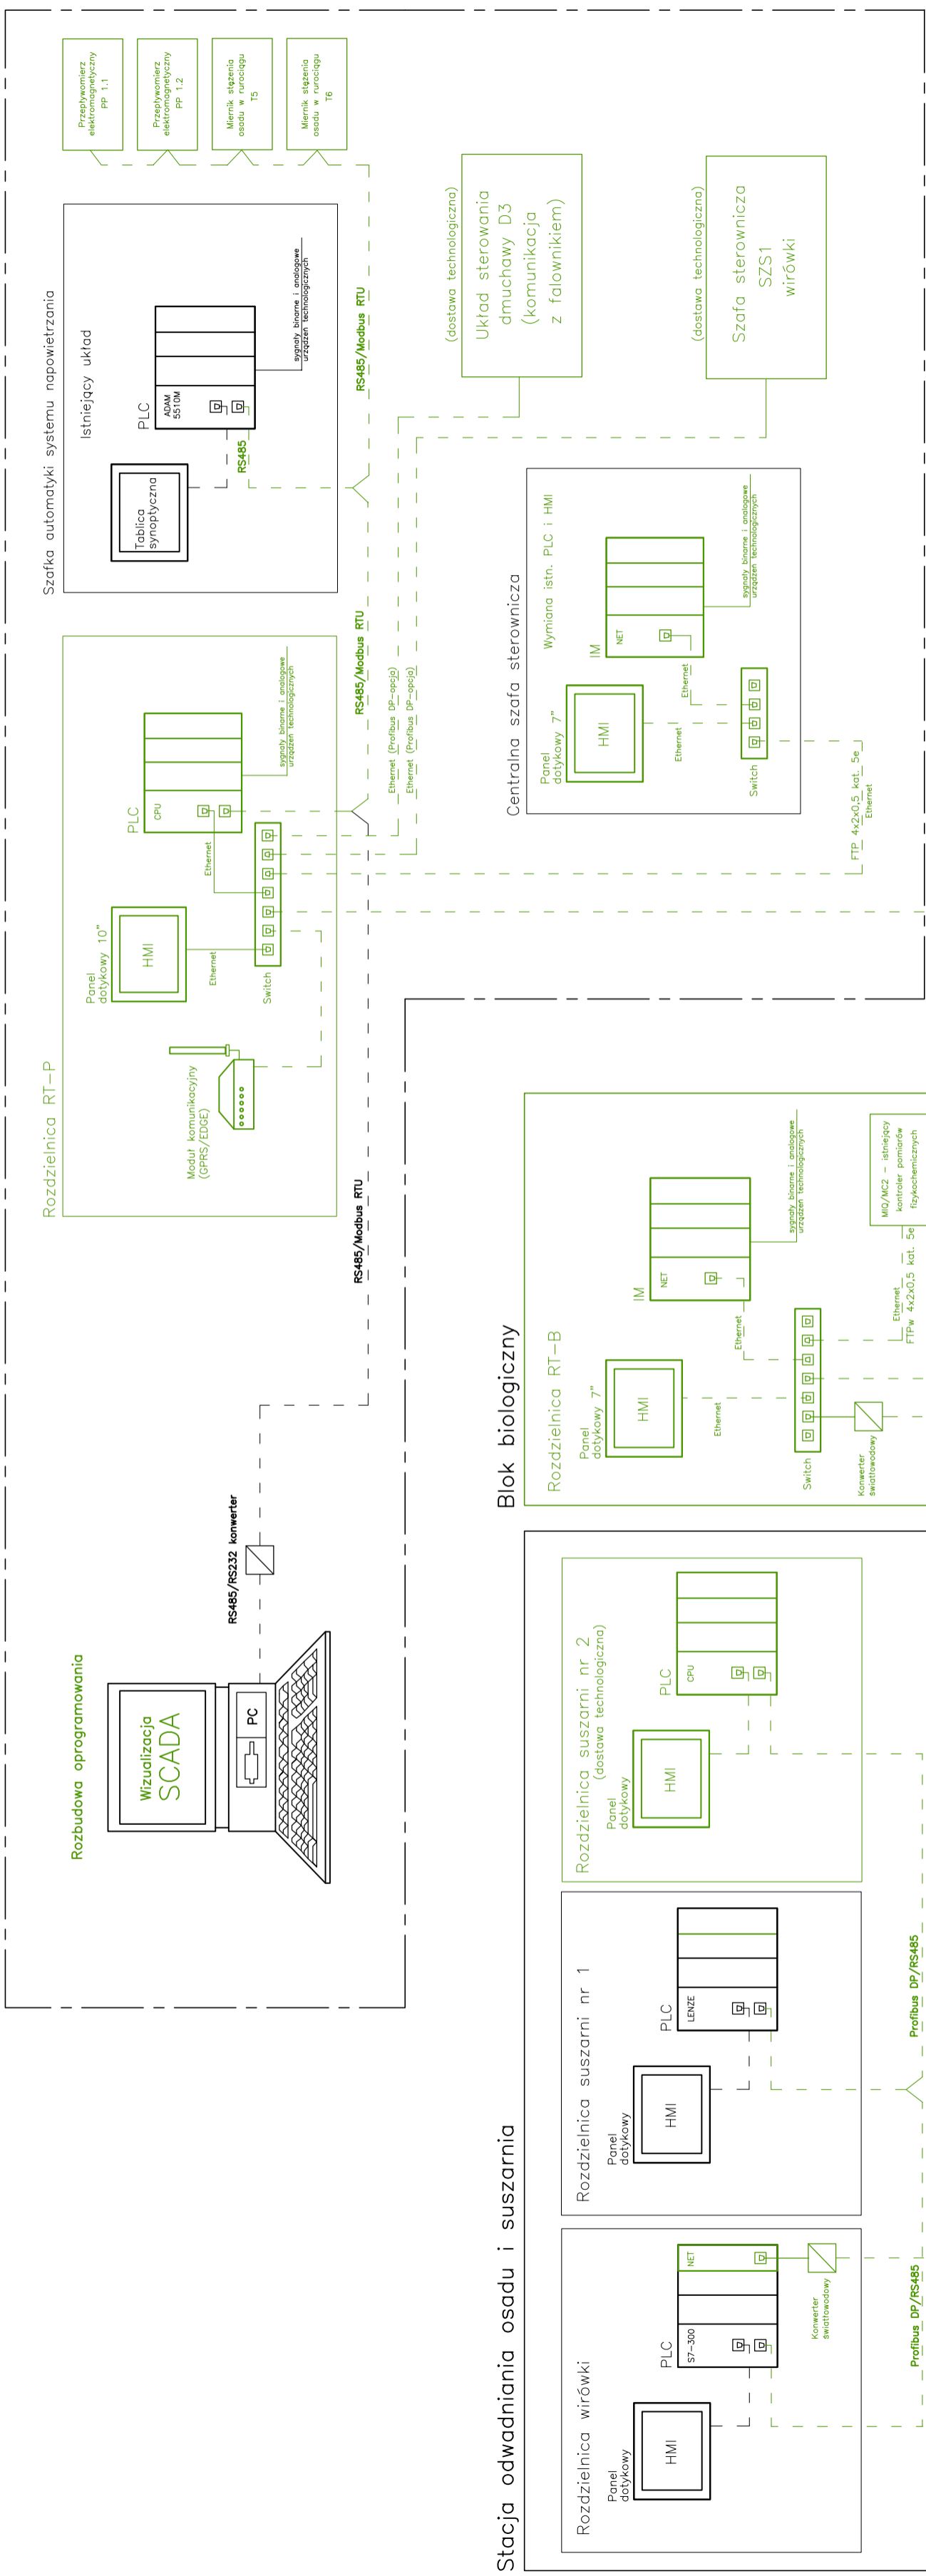 Rozbudowa oprogramowania
Wizualizacja
SCADA
PC
RS485/RS232 konwerter
RS485/Modbus RTU
Rozdzielnica RT-P
Moduł komunikacyjny
(GPRS/EDGE)
Panel
dotykowy 10"
HMI
Ethernet
Switch
PLC
CPU
Ethernet
sygnały binarne i analogowe
urządzeń technologicznych
RS485/Modbus RTU
Ethernet (Profibus DP-opcja)
Ethernet (Profibus DP-opcja)
Szafka automatyki systemu napowietrzania
Istniejący układ
Tablica
synoptyczna
PLC
ADAM
5510M
RS485
sygnały binarne i analogowe
urządzeń technologicznych
RS485/Modbus RTU
Przepływomierz
elektromagnetyczny
PP 1.1
Przepływomierz
elektromagnetyczny
PP 1.2
Miernik stężenia
osadu w rurociągu
T5
Miernik stężenia
osadu w rurociągu
T6
(dostawa technologiczna)
Układ sterowania
dmuchawy D3
(komunikacja
z falownikiem)
(dostawa technologiczna)
Szafa sterownicza
SZS1
wirówki
Centralna szafa sterownicza
Wymiana istn. PLC i HMI
Panel
dotykowy 7"
HMI
Ethernet
Switch
IM
NET
Ethernet
sygnały binarne i analogowe
urządzeń technologicznych
FTP 4x2x0,5 kat. 5e
Ethernet
Blok biologiczny
Rozdzielnica RT-B
Panel
dotykowy 7"
HMI
Ethernet
Switch
Konwerter
światłowodowy
IM
NET
Ethernet
sygnały binarne i analogowe
urządzeń technologicznych
MIQ/MC2 - istniejący
kontroler pomiarów
fizykochemicznych
Ethernet
FTPw 4x2x0,5 kat. 5e
Stacja odwadniania osadu i suszarnia
Rozdzielnica wirówki
Panel
dotykowy
HMI
PLC
S7-300
NET
Konwerter
światłowodowy
Profibus DP/RS485
Rozdzielnica suszarni nr 1
Panel
dotykowy
HMI
PLC
LENZE
Profibus DP/RS485
Rozdzielnica suszarni nr 2
(dostawa technologiczna)
Panel
dotykowy
HMI
PLC
CPU